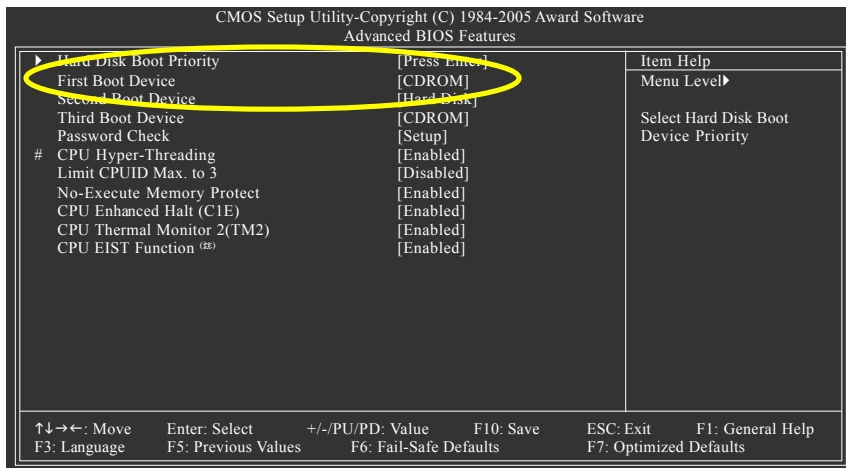 CMOS Setup Utility-Copyright (C) 1984-2005 Award Software
Advanced BIOS Features
Hard Disk Boot Priority [Press Enter] Item Help
First Boot Device [CDROM] Menu Level
Second Boot Device [Hard Disk]
Third Boot Device [CDROM] Select Hard Disk Boot
Password Check [Setup] Device Priority
# CPU Hyper-Threading [Enabled]
Limit CPUID Max. to 3 [Disabled]
No-Execute Memory Protect [Enabled]
CPU Enhanced Halt (C1E) [Enabled]
CPU Thermal Monitor 2(TM2) [Enabled]
CPU EIST Function (註) [Enabled]
↑↓→←: Move Enter: Select +/-/PU/PD: Value F10: Save ESC: Exit F1: General Help
F3: Language F5: Previous Values F6: Fail-Safe Defaults F7: Optimized Defaults